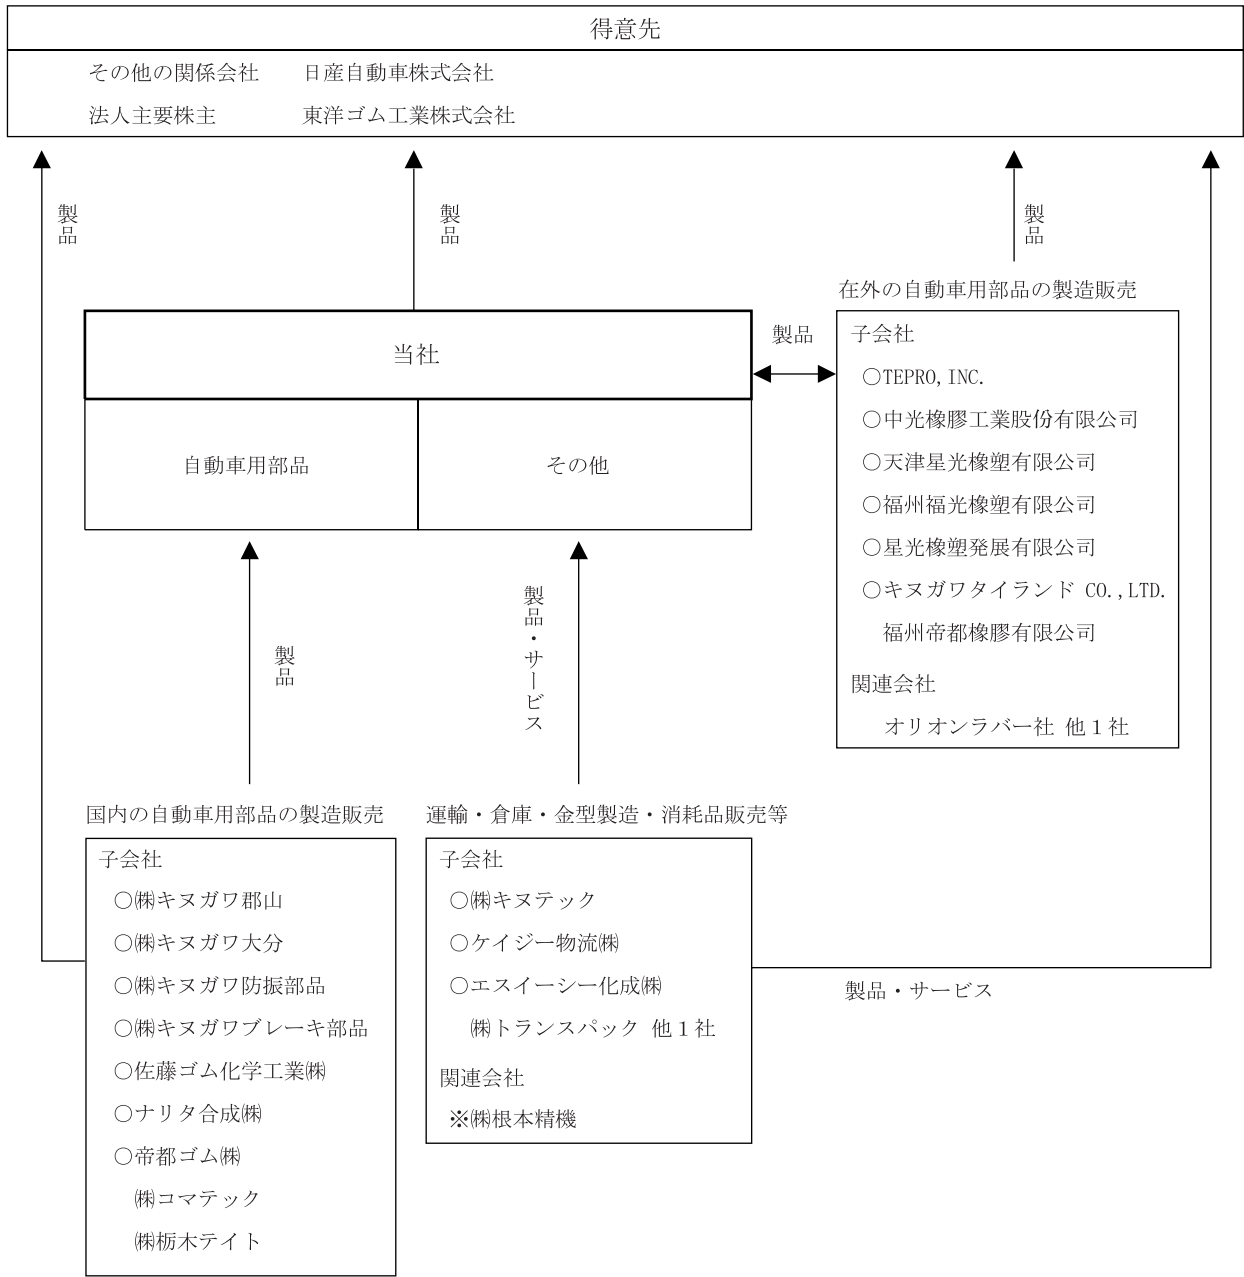 得意先
その他の関係会社 日産自動車株式会社
法人主要株主 東洋ゴム工業株式会社
製品
製品
製品
在外の自動車用部品の製造販売
当社
製品
自動車用部品
その他
子会社
○TEPRO,INC.
○中光橡膠工業股份有限公司
○天津星光橡塑有限公司
○福州福光橡塑有限公司
○星光橡塑発展有限公司
○キヌガワタイランド CO.,LTD.
福州帝都橡膠有限公司
関連会社
オリオンラバー社 他１社
製品
製品・サービス
国内の自動車用部品の製造販売
子会社
○㈱キヌガワ郡山
○㈱キヌガワ大分
○㈱キヌガワ防振部品
○㈱キヌガワブレーキ部品
○佐藤ゴム化学工業㈱
○ナリタ合成㈱
○帝都ゴム㈱
㈱コマテック
㈱栃木テイト
運輸・倉庫・金型製造・消耗品販売等
子会社
○㈱キヌテック
○ケイジー物流㈱
○エスイーシー化成㈱
㈱トランスパック 他１社
関連会社
※㈱根本精機
製品・サービス